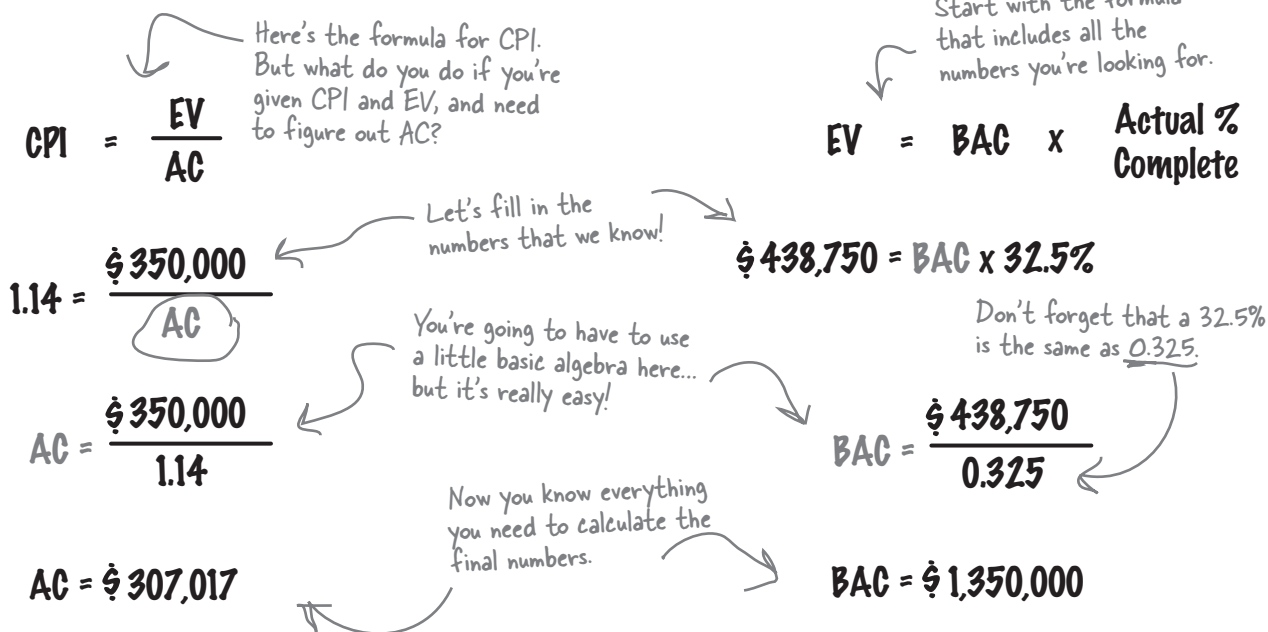 Here's the formula for CPI.
But what do you do if you're
given CPI and EV, and need
to figure out AC?
CPI = EV
AC
Let's fill in the
numbers that we know!
1.14 = $350,000
AC
You're going to have to use
a little basic algebra here...
but it's really easy!
AC = $350,000
1.14
Now you know everything
you need to calculate the
final numbers.
AC = $307,017
Start with the formula
that includes all the
numbers you're looking for.
EV = BAC x Actual %
Complete
$438,750 = BAC x 32.5%
Don't forget that a 32.5%
is the same as 0.325.
BAC = $438,750
0.325
BAC = $1,350,000